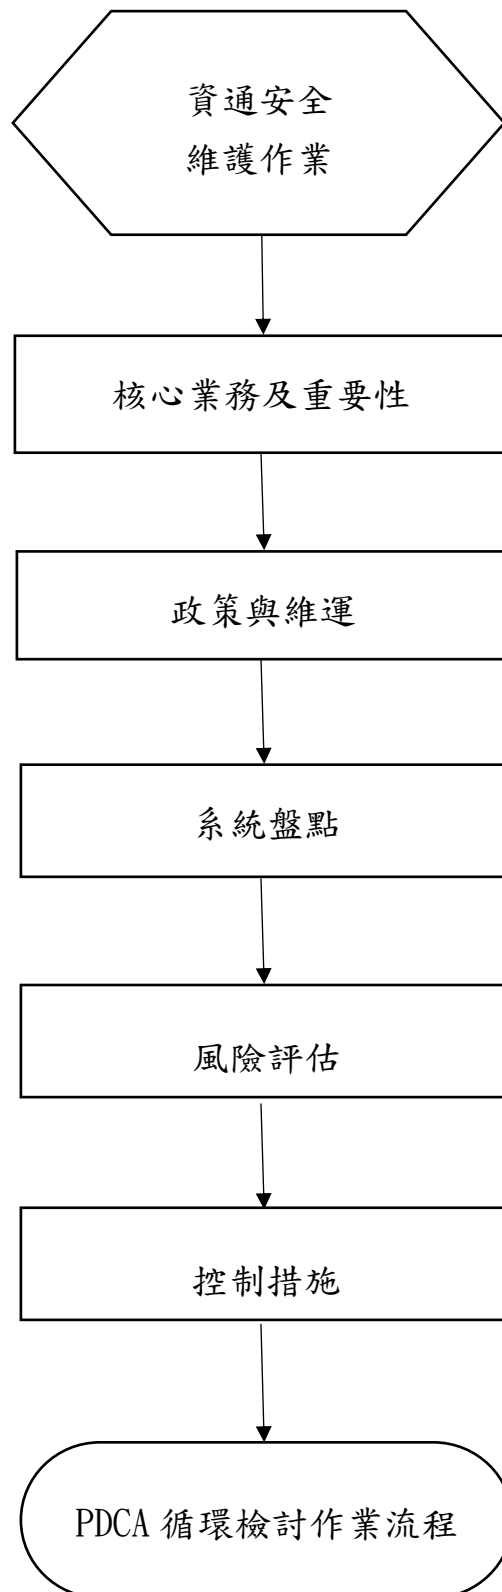 資通安全
維護作業
核心業務及重要性
政策與維運
系統盤點
風險評估
控制措施
PDCA 循環檢討作業流程